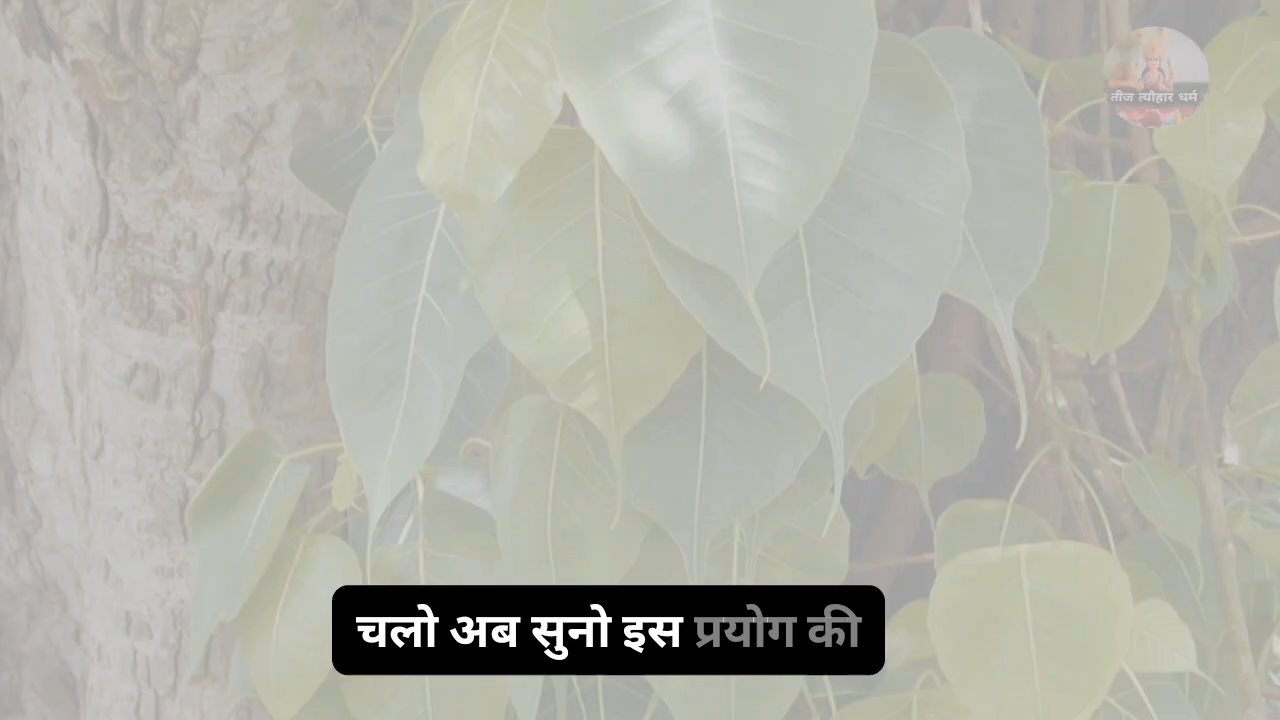 तीज त्यौहार धर्म
चलो अब सुनो इस प्रयोग की